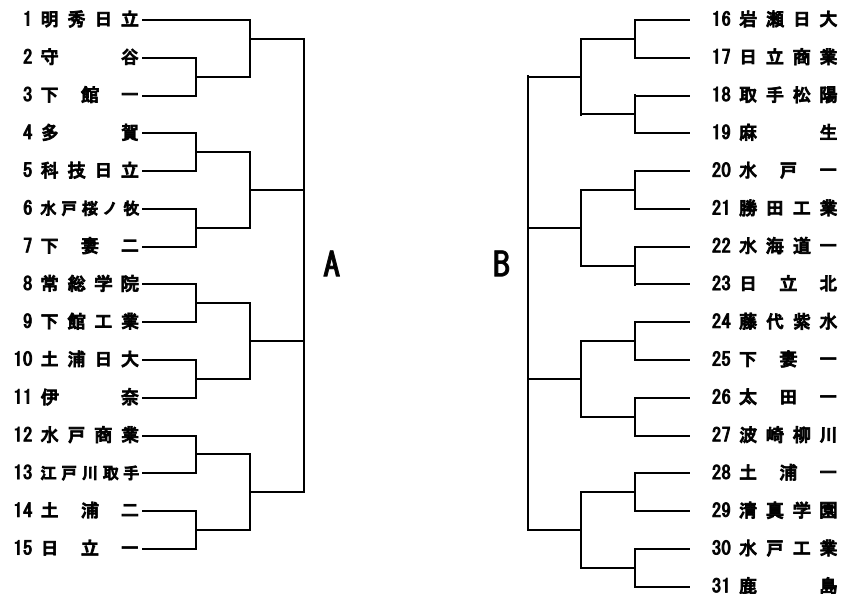 1 明秀日立
2 守谷
3 下館一
4 多賀
5 科技日立
6 水戸桜ノ牧
7 下妻二
8 常総学院
9 下館工業
10 土浦日大
11 伊奈
12 水戸商業
13 江戸川取手
14 土浦二
15 日立一
A
B
16 岩瀬日大
17 日立商業
18 取手松陽
19 麻生
20 水戸一
21 勝田工業
22 水海道一
23 日立北
24 藤代紫水
25 下妻一
26 太田一
27 波崎柳川
28 土浦一
29 清真学園
30 水戸工業
31 鹿島